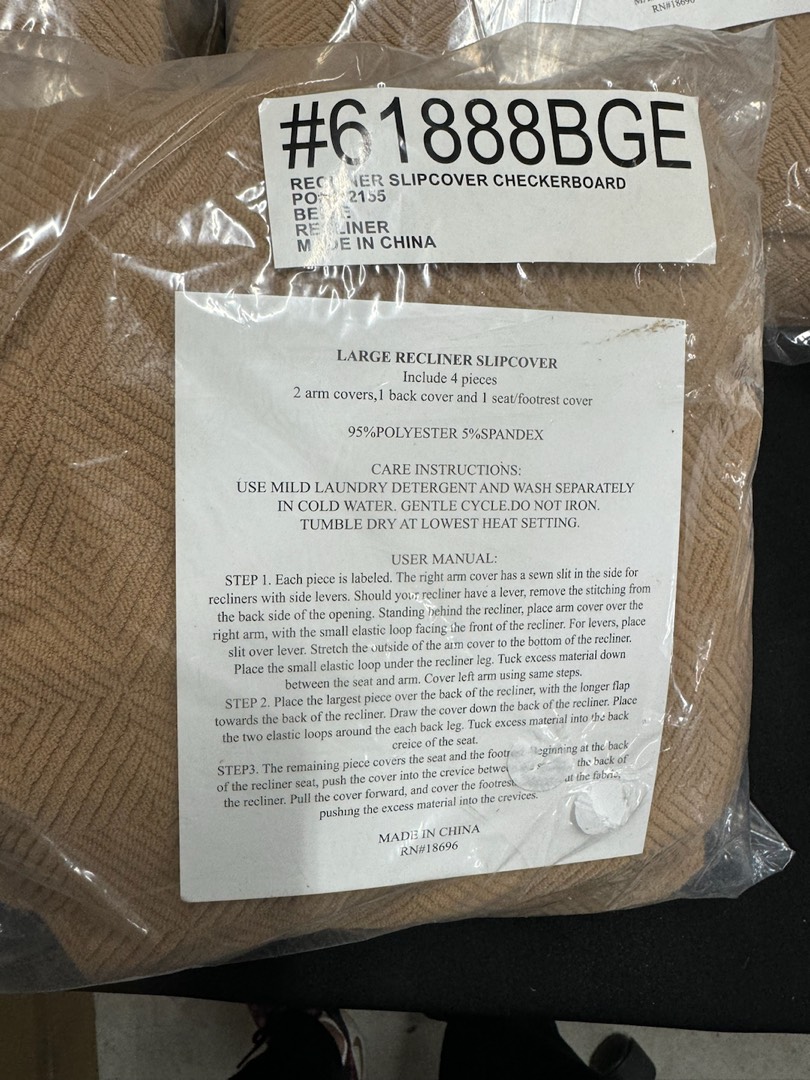 RN#18696
#61888BGE
RECLINER SLIPCOVER CHECKERBOARD
2155
RECLINER
MADE IN CHINA
LARGE RECLINER SLIPCOVER
Include 4 pieces
2 arm covers,1 back cover and 1 seat/footrest cover
95%POLYESTER 5%SPANDEX
CARE INSTRUCTIONS:
USE MILD LAUNDRY DETERGENT AND WASH SEPARATELY
IN COLD WATER. GENTLE CYCLE.DO NOT IRON.
TUMBLE DRY AT LOWEST HEAT SETTING.
USER MANUAL:
STEP 1. Each piece is labeled. The right arm cover has a sewn slit in the side for
recliners with side levers. Should your recliner have a lever, remove the stitching from
the back side of the opening. Standing behind the recliner, place arm cover over the
right arm, with the small elastic loop facing the front of the recliner. For levers, place
slit over lever. Stretch the outside of the arm cover to the bottom of the recliner.
Place the small elastic loop under the recliner leg. Tuck excess material down
between the seat and arm. Cover left arm using same steps.
STEP 2. Place the largest piece over the back of the recliner, with the longer flap
towards the back of the recliner. Draw the cover down the back of the recliner. Place
the two elastic loops around the each back leg. Tuck excess material into the back
creice of the seat.
STEP3. The remaining piece covers the seat and the Beginning at the back
of the recliner seat, push the cover into the crevice the back of
the recliner. Pull the cover forward, and cover the the fabric,
pushing the excess material into the crevices.
MADE IN CHINA
RN#18696